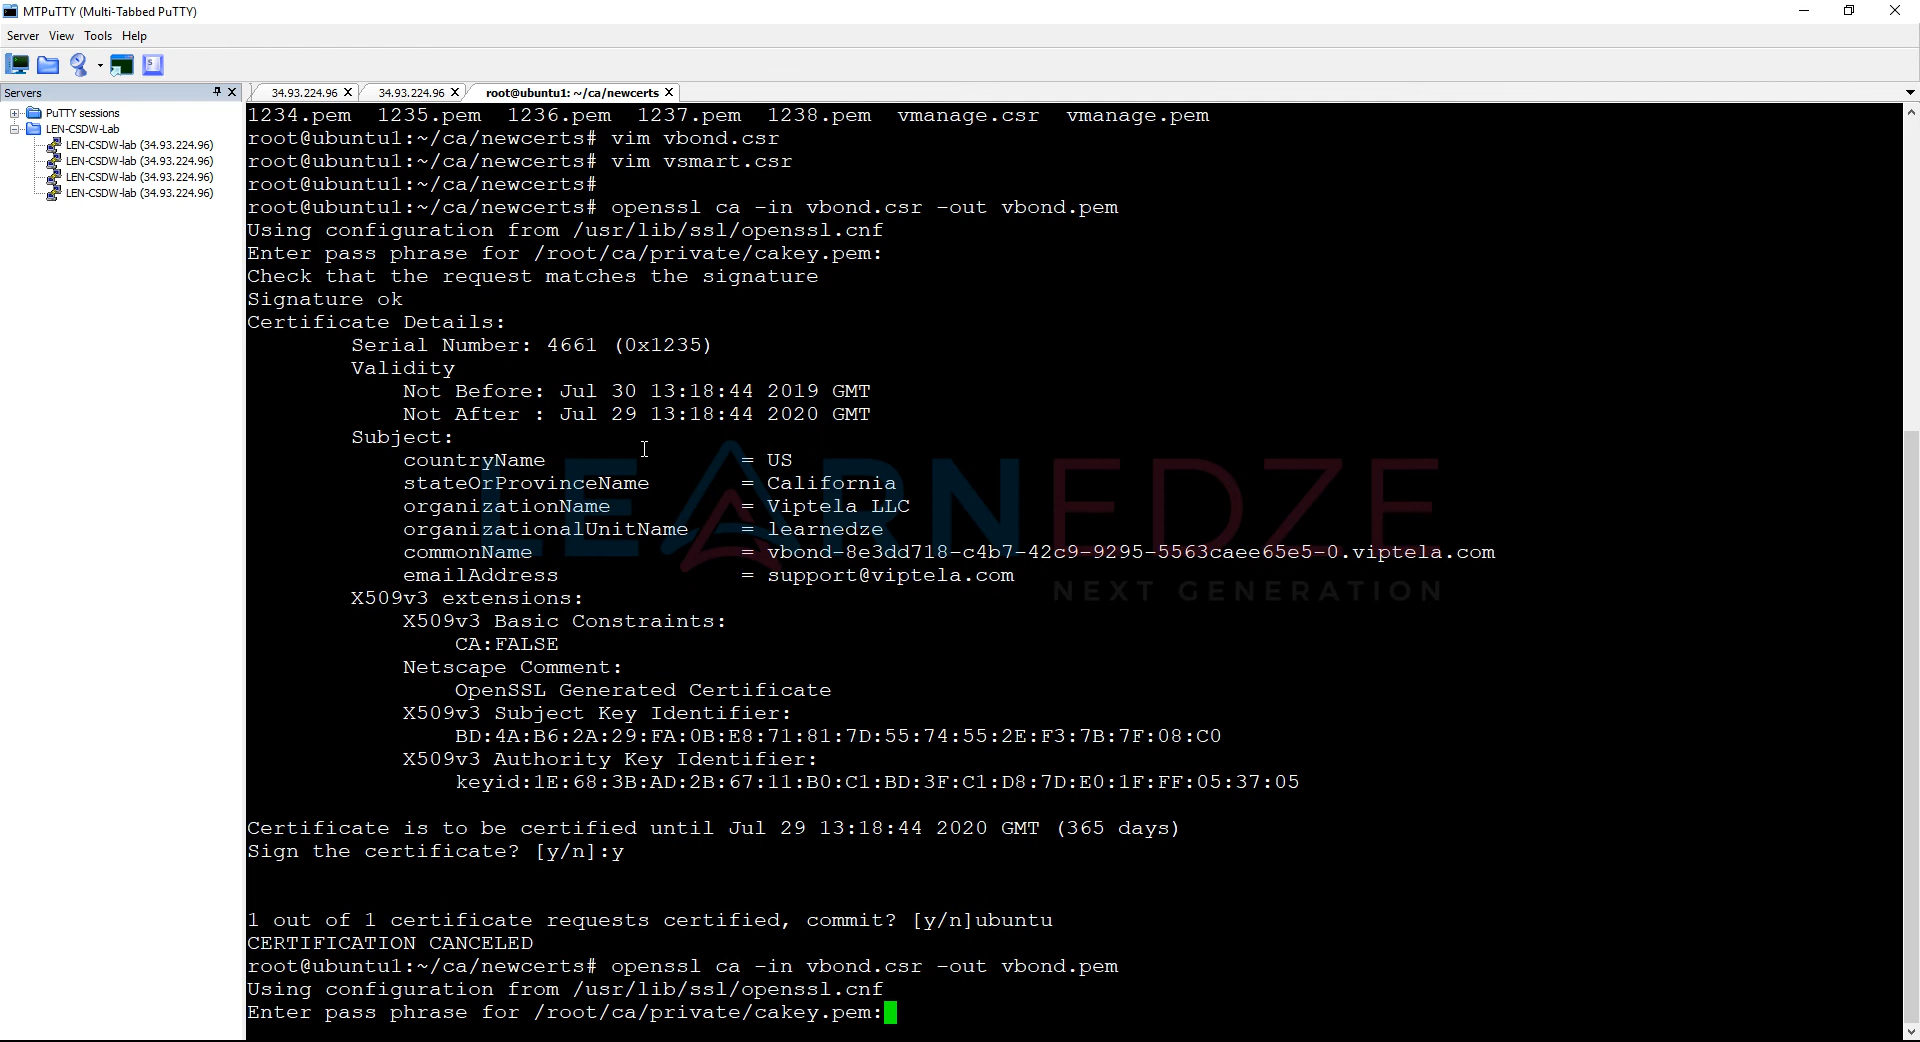 MTPuTTY (Multi-Tabbed PuTTY)
Server View Tools Help
Servers
PuTTY sessions
LEN-CSDW-Lab
LEN-CSDW-lab (34.93.224.96)
LEN-CSDW-lab (34.93.224.96)
LEN-CSDW-lab (34.93.224.96)
LEN-CSDW-lab (34.93.224.96)
34.93.224.96 34.93.224.96 root@ubuntu1: ~/ca/newcerts
1234.pem 1235.pem 1236.pem 1237.pem 1238.pem vmanage.csr vmanage.pem
root@ubuntu1:~/ca/newcerts# vim vbond.csr
root@ubuntu1:~/ca/newcerts# vim vsmart.csr
root@ubuntu1:~/ca/newcerts#
root@ubuntu1:~/ca/newcerts# openssl ca -in vbond.csr -out vbond.pem
Using configuration from /usr/lib/ssl/openssl.cnf
Enter pass phrase for /root/ca/private/cakey.pem:
Check that the request matches the signature
Signature ok
Certificate Details:
Serial Number: 4661 (0x1235)
Validity
Not Before: Jul 30 13:18:44 2019 GMT
Not After : Jul 29 13:18:44 2020 GMT
Subject:
countryName = US
stateOrProvinceName = California
organizationName = Viptela LLC
organizationalUnitName = learnedze
commonName = vbond-8e3dd718-c4b7-42c9-9295-5563caee65e5-0.viptela.com
emailAddress = support@viptela.com
X509v3 extensions:
X509v3 Basic Constraints:
CA:FALSE
Netscape Comment:
OpenSSL Generated Certificate
X509v3 Subject Key Identifier:
BD:4A:B6:2A:29:FA:0B:E8:71:81:7D:55:74:55:2E:F3:7B:7F:08:C0
X509v3 Authority Key Identifier:
keyid:1E:68:3B:AD:2B:67:11:B0:C1:BD:3F:C1:D8:7D:E0:1F:FF:05:37:05
Certificate is to be certified until Jul 29 13:18:44 2020 GMT (365 days)
Sign the certificate? [y/n]:y
1 out of 1 certificate requests certified, commit? [y/n]ubuntu
CERTIFICATION CANCELED
root@ubuntu1:~/ca/newcerts# openssl ca -in vbond.csr -out vbond.pem
Using configuration from /usr/lib/ssl/openssl.cnf
Enter pass phrase for /root/ca/private/cakey.pem:
LEARNEDZE
NEXT GENERATION